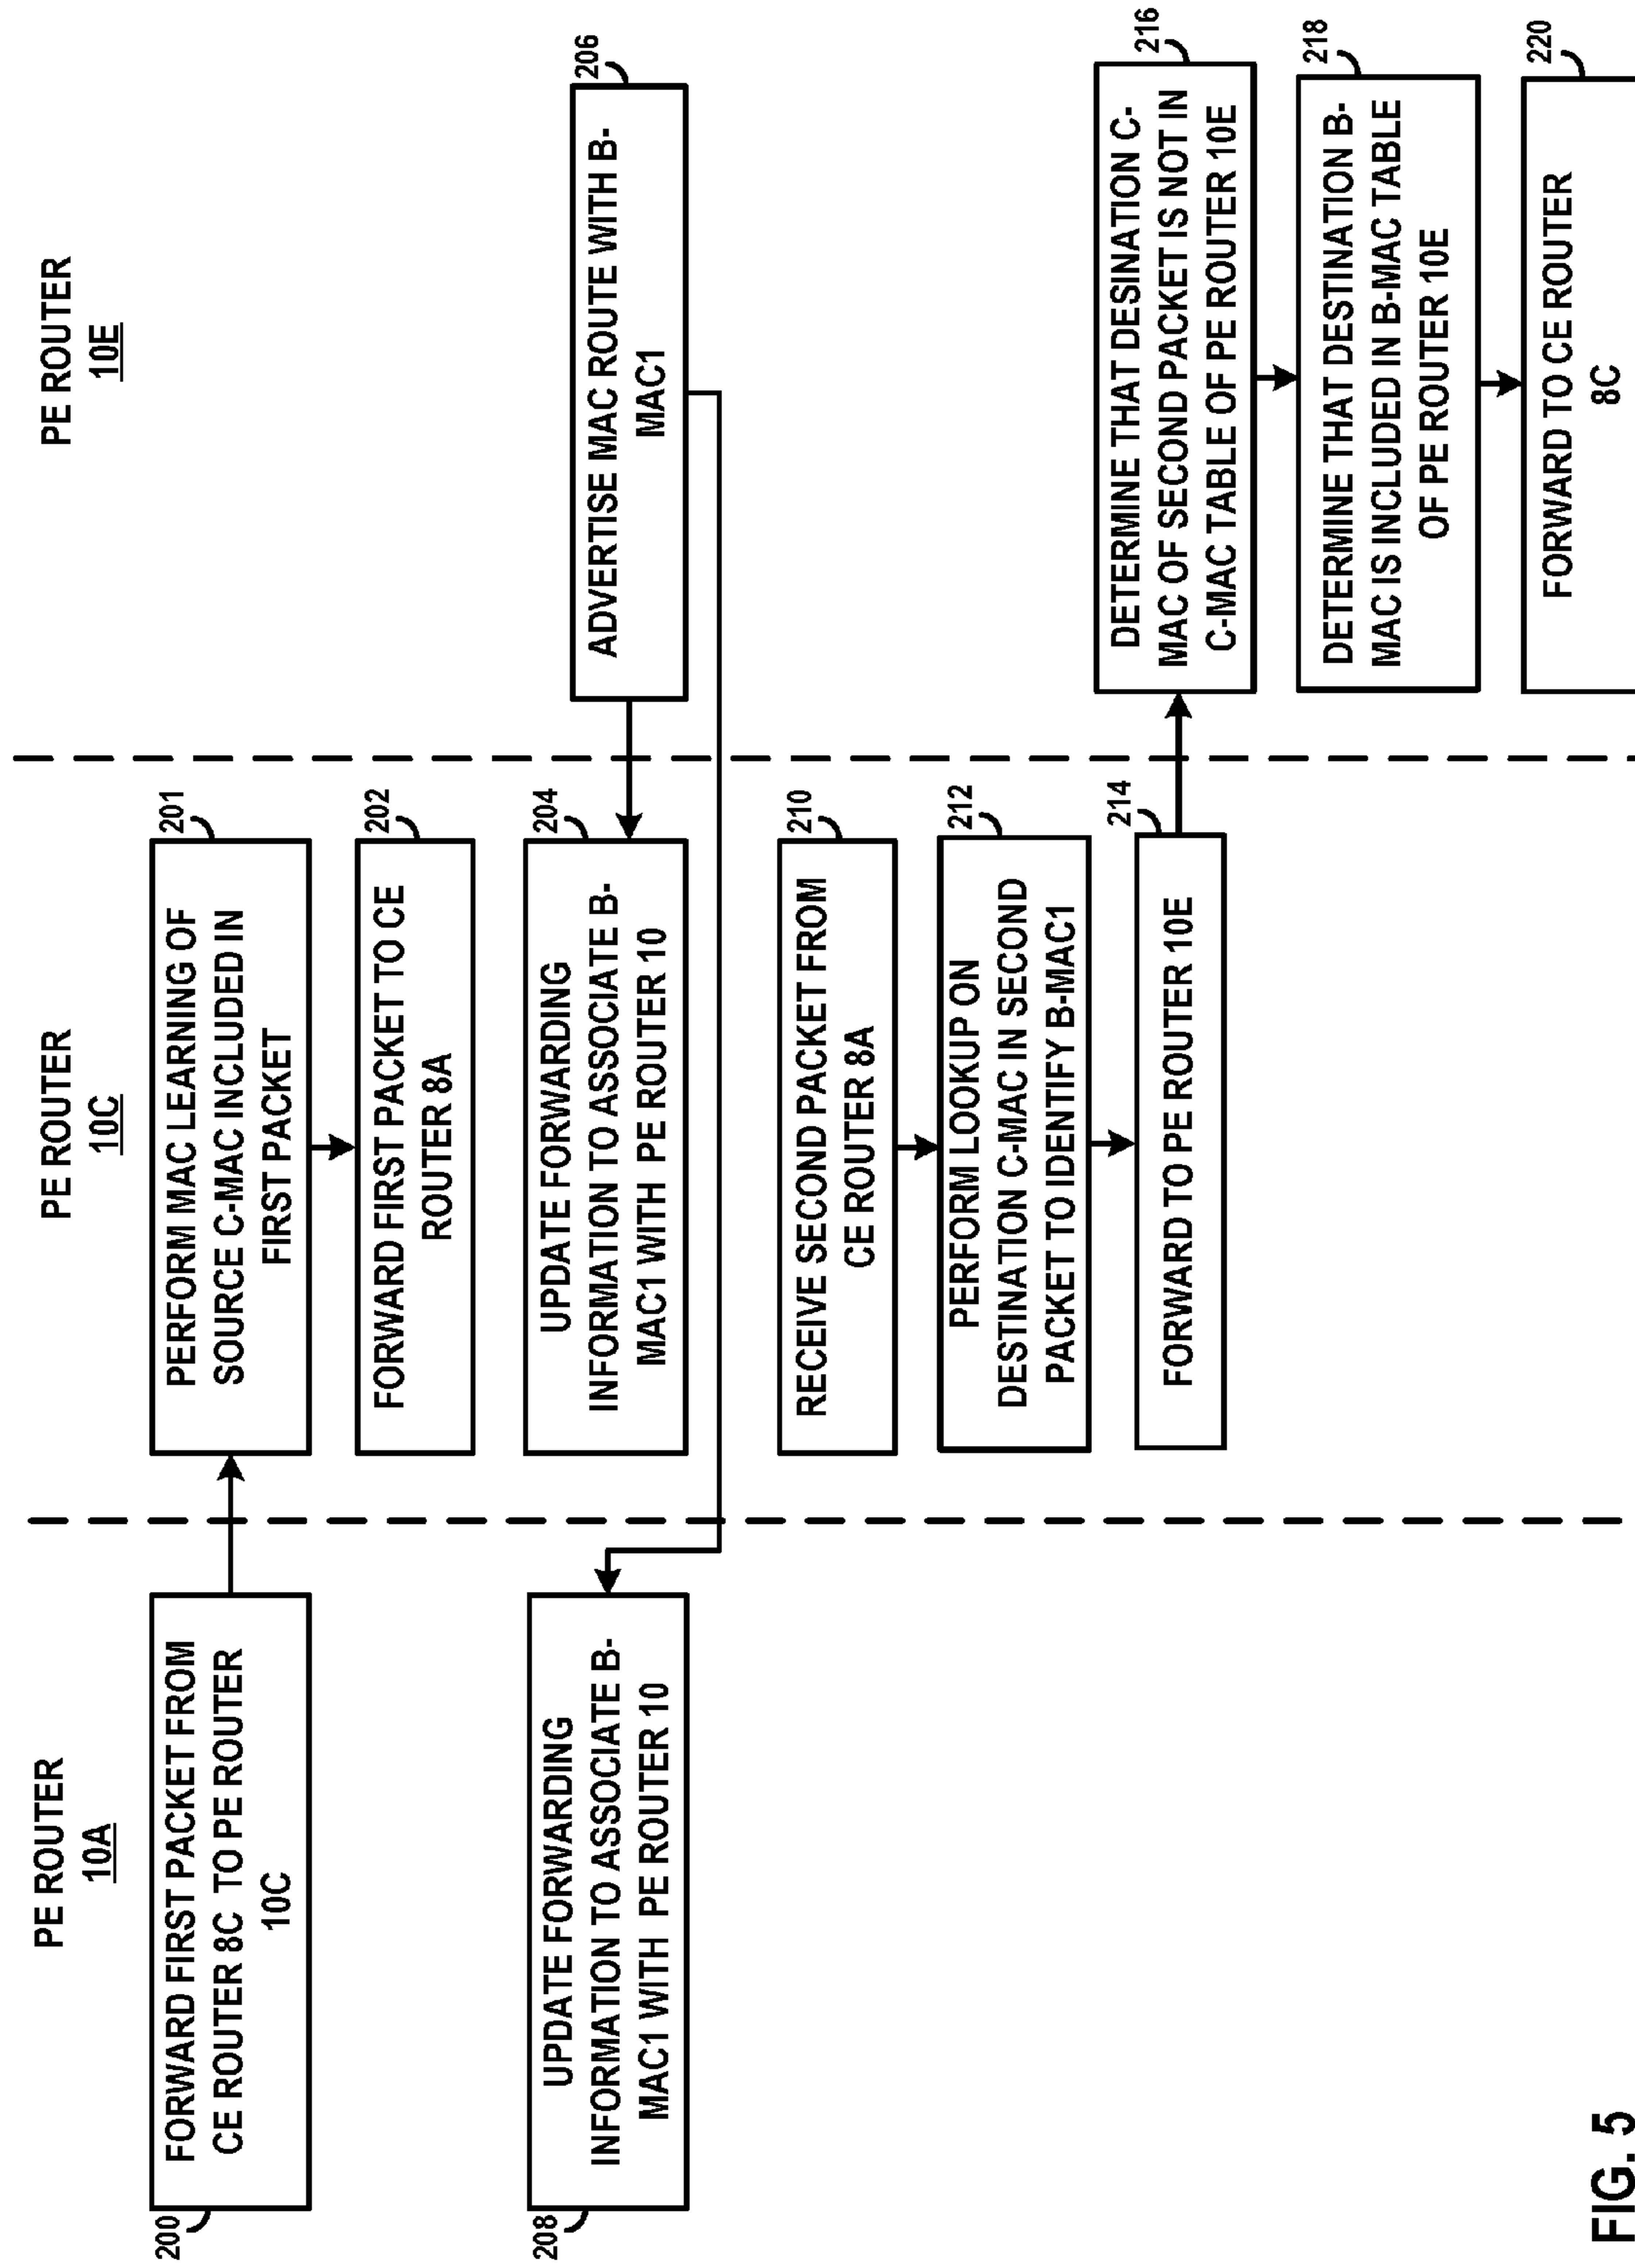 PE ROUTER
10A
PE ROUTER
10C
PE ROUTER
10E
200
FORWARD FIRST PACKET FROM
CE ROUTER 8C TO PE ROUTER
10C
201
PERFORM MAC LEARNING OF
SOURCE C-MAC INCLUDED IN
FIRST PACKET
202
FORWARD FIRST PACKET TO CE
ROUTER 8A
204
UPDATE FORWARDING
INFORMATION TO ASSOCIATE B-
MAC1 WITH PE ROUTER 10
206
ADVERTISE MAC ROUTE WITH B-
MAC1
208
UPDATE FORWARDING
INFORMATION TO ASSOCIATE B-
MAC1 WITH PE ROUTER 10
210
RECEIVE SECOND PACKET FROM
CE ROUTER 8A
212
PERFORM LOOKUP ON
DESTINATION C-MAC IN SECOND
PACKET TO IDENTIFY B-MAC1
214
FORWARD TO PE ROUTER 10E
216
DETERMINE THAT DESINATION C-
MAC OF SECOND PACKET IS NOT IN
C-MAC TABLE OF PE ROUTER 10E
218
DETERMINE THAT DESTINATION B-
MAC IS INCLUDED IN B-MAC TABLE
OF PE ROUTER 10E
220
FORWARD TO CE ROUTER
8C
FIG. 5